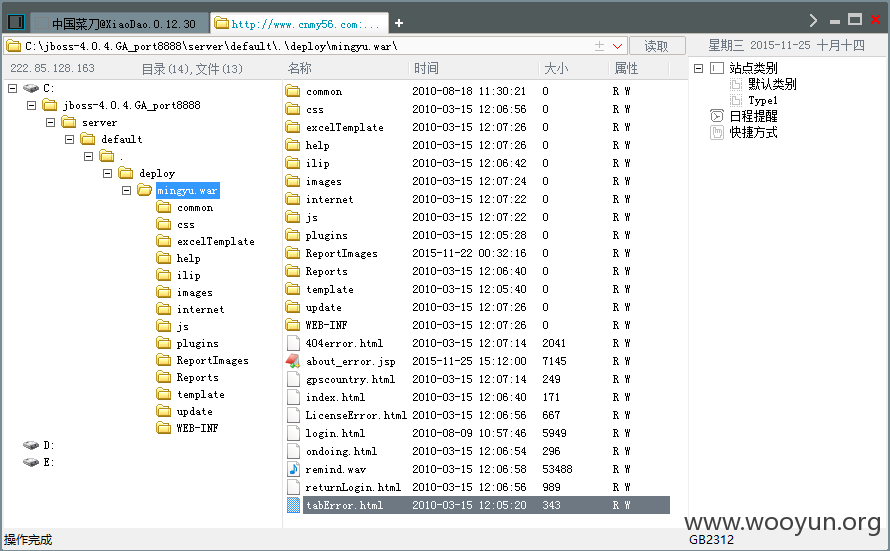 中国菜刀@XiaoDao.0.12.30
http://www.cnmy56.com:...
+
C:\jboss-4.0.4.GA_port8888\server\default\.\deploy\mingyu.war\
读取
星期三 2015-11-25 十月十四
222.85.128.163 目录(14),文件(13)
名称 时间 大小 属性
C:
jboss-4.0.4.GA_port8888
server
default
.
deploy
mingyu.war
common
css
excelTemplate
help
ilip
images
internet
js
plugins
ReportImages
Reports
template
update
WEB-INF
D:
E:
common 2010-08-18 11:30:21 0 R W
css 2010-03-15 12:06:56 0 R W
excelTemplate 2010-03-15 12:07:26 0 R W
help 2010-03-15 12:07:26 0 R W
ilip 2010-03-15 12:06:42 0 R W
images 2010-03-15 12:07:24 0 R W
internet 2010-03-15 12:07:22 0 R W
js 2010-03-15 12:07:22 0 R W
plugins 2010-03-15 12:05:28 0 R W
ReportImages 2015-11-22 00:32:16 0 R W
Reports 2010-03-15 12:06:40 0 R W
template 2010-03-15 12:05:40 0 R W
update 2010-03-15 12:07:26 0 R W
WEB-INF 2010-03-15 12:07:26 0 R W
404error.html 2010-03-15 12:07:14 2041 R W
about_error.jsp 2015-11-25 15:12:00 7145 R W
gpscountry.html 2010-03-15 12:07:14 249 R W
index.html 2010-03-15 12:06:40 171 R W
LicenseError.html 2010-03-15 12:06:56 667 R W
login.html 2010-08-09 10:57:46 5949 R W
ondoing.html 2010-03-15 12:06:54 296 R W
remind.wav 2010-03-15 12:06:58 53488 R W
returnLogin.html 2010-03-15 12:06:56 989 R W
tabError.html 2010-03-15 12:05:20 343 R W
站点类别
默认类别
Type1
日程提醒
快捷方式
www.wooyun.org
操作完成
GB2312